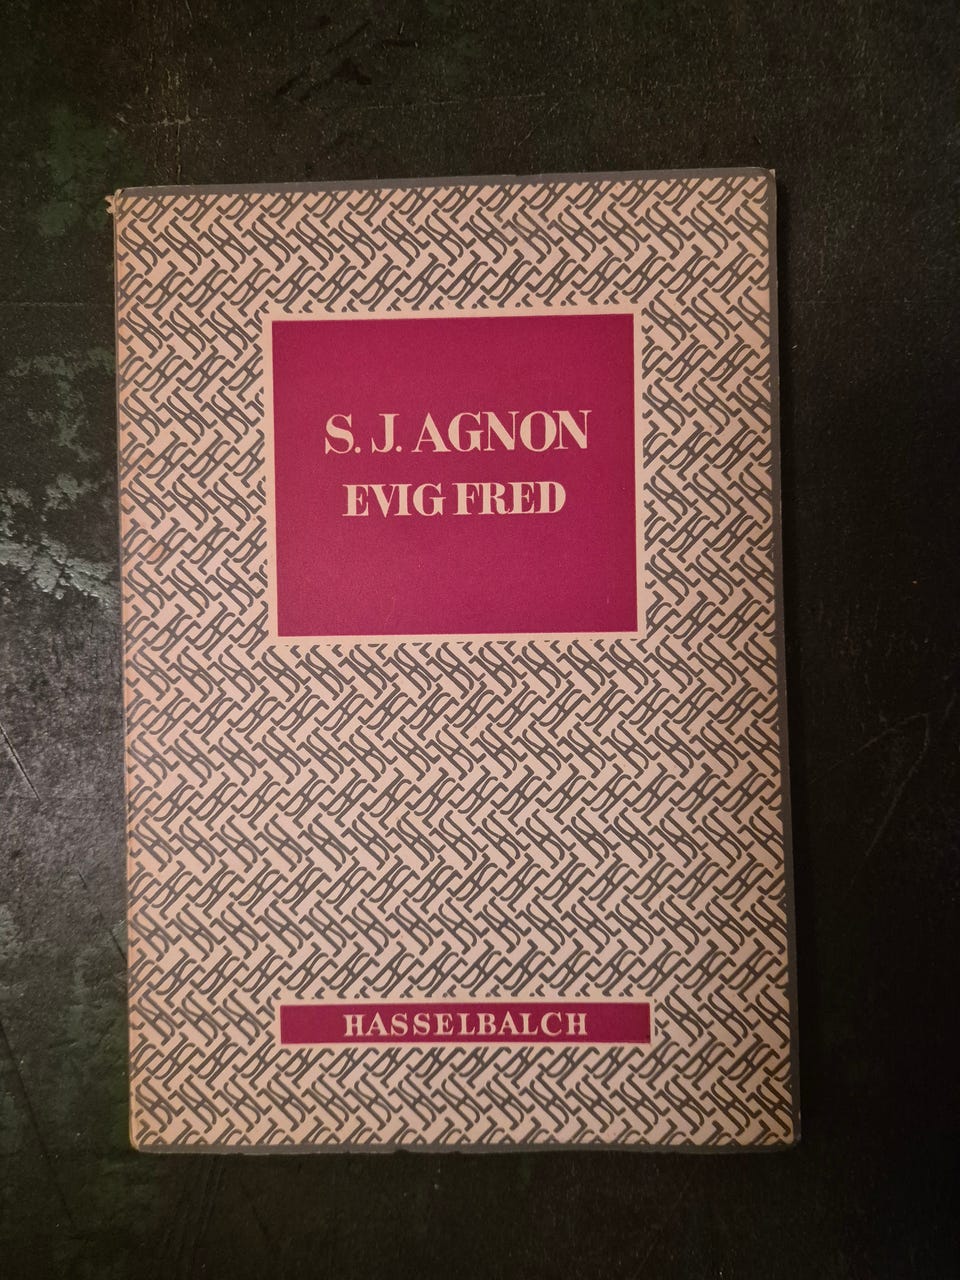 S. J. AGNON
EVIG FRED
HASSELBALCH